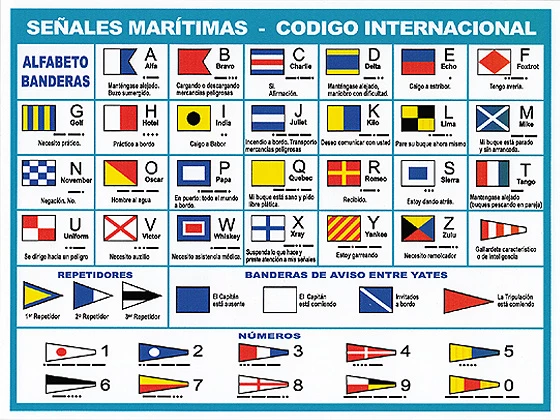 SEÑALES MARÍTIMAS - CODIGO INTERNACIONAL
ALFABETO
BANDERAS
A
Alfa
Manténgase alejado.
Buzo sumergido.
B
Bravo
Cargando o descargando
mercancías peligrosas
C
Charlie
Sí.
Afirmación.
D
Delta
Manténgase alejado,
maniobro con dificultad.
E
Echo
Caigo a estribor.
F
Foxtrot
Tengo avería.
G
Golf
Necesito práctico.
H
Hotel
Práctico a bordo
I
India
Caigo a Babor
J
Juliet
Incendio a bordo. Transporto
mercancías peligrosas
K
Kilo
Deseo comunicar con usted
L
Lima
Pare su buque ahora mismo
M
Mike
Mi buque está parado
y sin arrancada.
N
November
Negación. No.
O
Oscar
Hombre al agua
P
Papa
En puerto: todo el mundo
a bordo.
Q
Quebec
Mi buque está sano y pido
libre plática.
R
Romeo
Recibido.
S
Sierra
Estoy dando atrás.
T
Tango
Manténgase alejado
(buques pescando en pareja)
U
Uniform
Se dirige hacia un peligro
V
Victor
Necesito auxilio
W
Whiskey
Necesito asistencia médica.
X
Xray
Suspenda lo que hace y
preste atención a mis señales
Y
Yankee
Estoy garreando
Z
Zulu
Necesito remolcador
Gallardete característico
o de inteligencia
REPETIDORES
1er Repetidor
2º Repetidor
3er Repetidor
BANDERAS DE AVISO ENTRE YATES
El Capitán
está ausente
El Capitán
está comiendo
Invitados
a bordo
La Tripulación
está comiendo
NÚMEROS
1
2
3
4
5
6
7
8
9
0